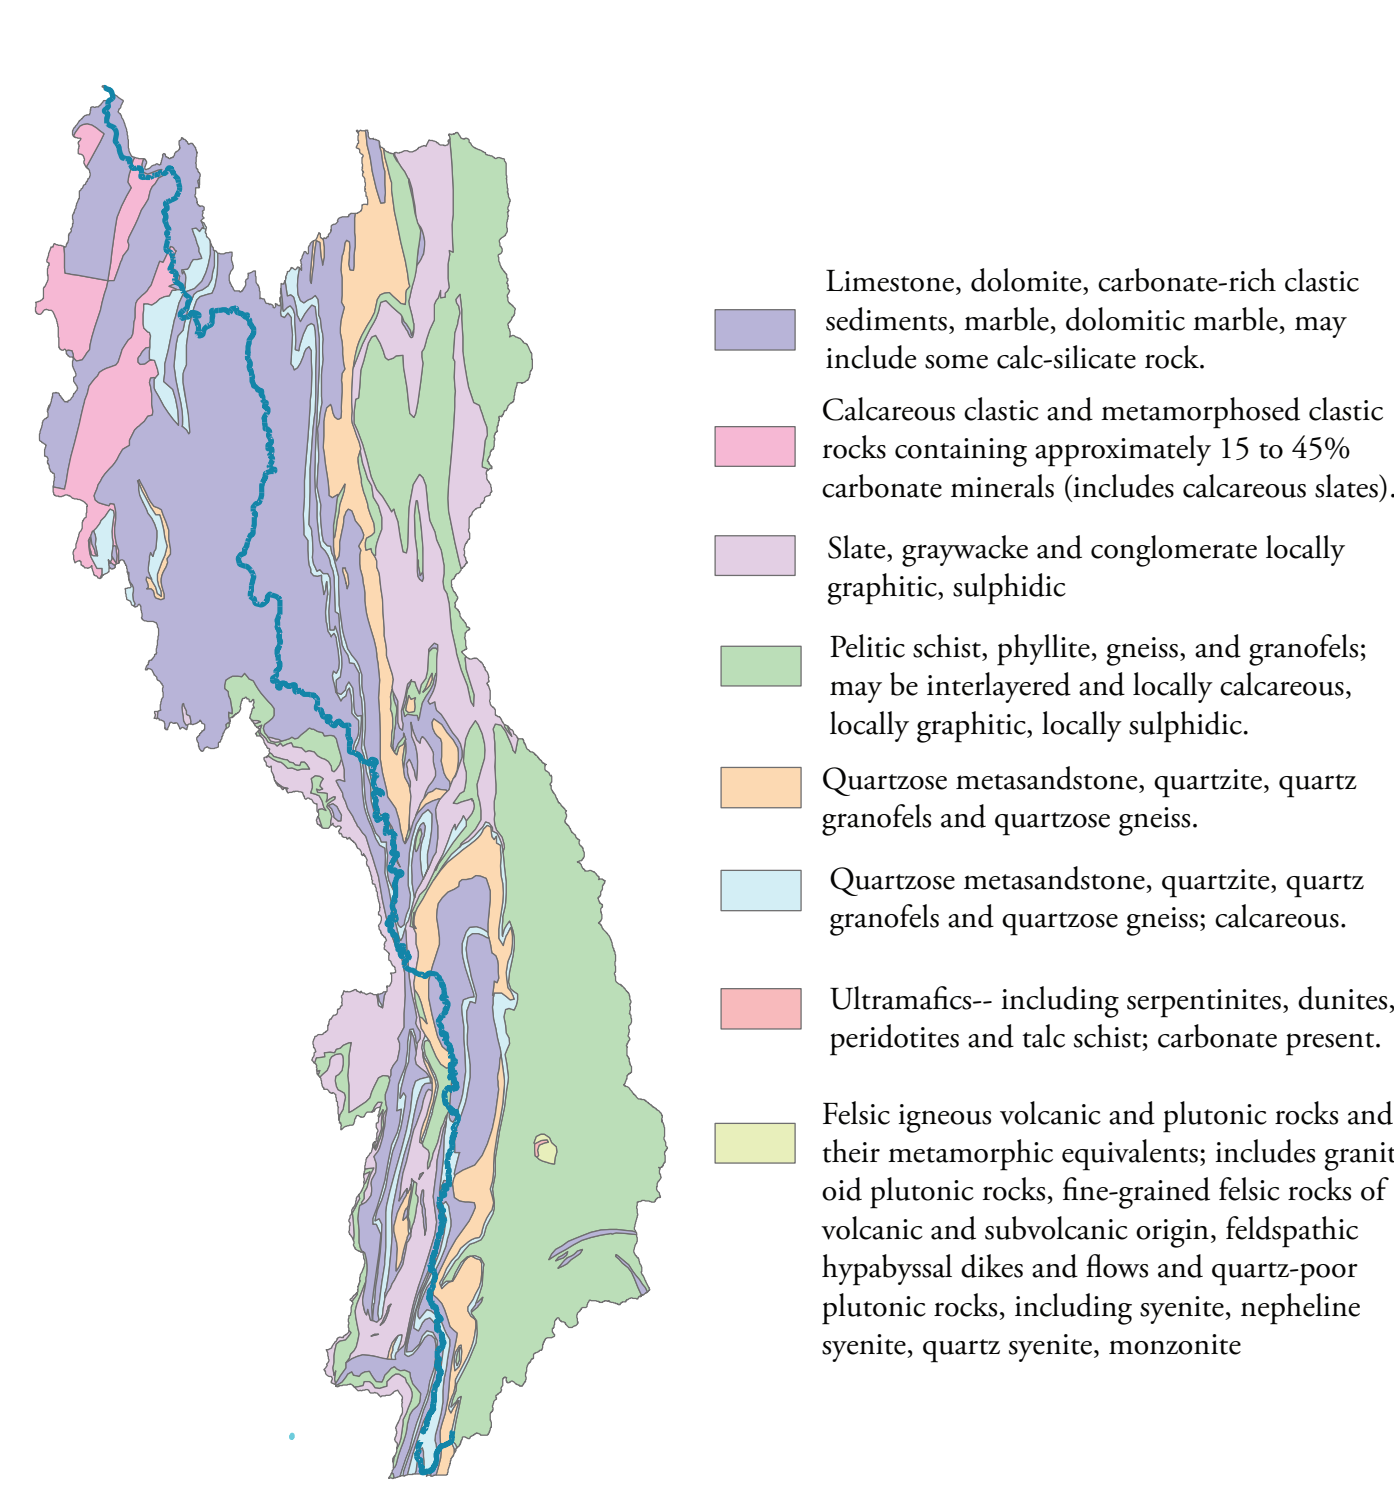 Limestone, dolomite, carbonate-rich clastic
sediments, marble, dolomitic marble, may
include some calc-silicate rock.
Calcareous clastic and metamorphosed clastic
rocks containing approximately 15 to 45%
carbonate minerals (includes calcareous slates).
Slate, graywacke and conglomerate locally
graphitic, sulphidic
Pelitic schist, phyllite, gneiss, and granofels;
may be interlayered and locally calcareous,
locally graphitic, locally sulphidic.
Quartzose metasandstone, quartzite, quartz
granofels and quartzose gneiss.
Quartzose metasandstone, quartzite, quartz
granofels and quartzose gneiss; calcareous.
Ultramafics-- including serpentinites, dunites,
peridotites and talc schist; carbonate present.
Felsic igneous volcanic and plutonic rocks and
their metamorphic equivalents; includes granit
oid plutonic rocks, fine-grained felsic rocks of
volcanic and subvolcanic origin, feldspathic
hypabyssal dikes and flows and quartz-poor
plutonic rocks, including syenite, nepheline
syenite, quartz syenite, monzonite